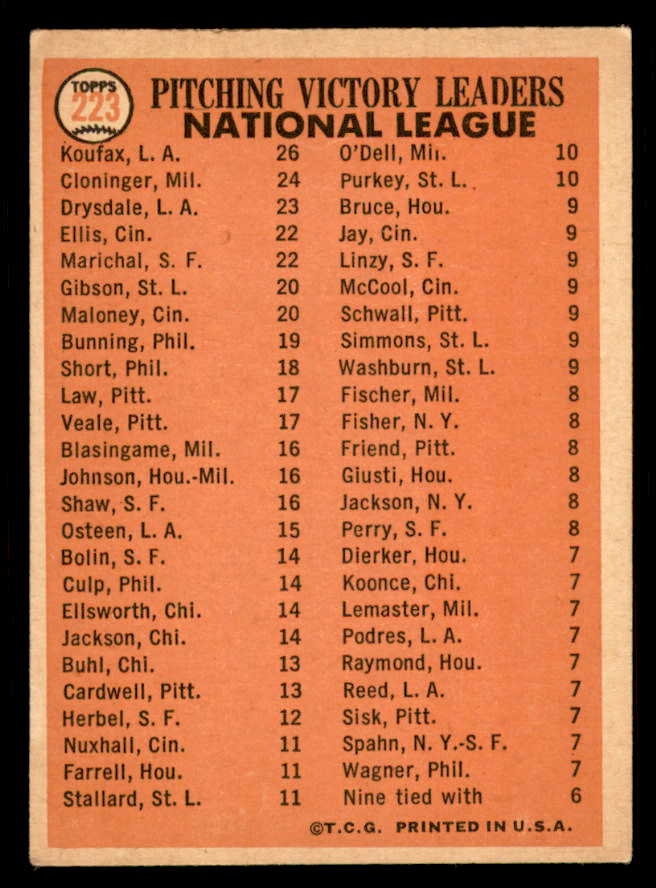 TOPPS
223
PITCHING VICTORY LEADERS
NATIONAL LEAGUE
Koufax, L. A. 26
Cloninger, Mil. 24
Drysdale, L. A. 23
Ellis, Cin. 22
Marichal, S. F. 22
Gibson, St. L. 20
Maloney, Cin. 20
Bunning, Phil. 19
Short, Phil. 18
Law, Pitt. 17
Veale, Pitt. 17
Blasingame, Mil. 16
Johnson, Hou.-Mil. 16
Shaw, S. F. 16
Osteen, L. A. 15
Bolin, S. F. 14
Culp, Phil. 14
Ellsworth, Chi. 14
Jackson, Chi. 14
Buhl, Chi. 13
Cardwell, Pitt. 13
Herbel, S. F. 12
Nuxhall, Cin. 11
Farrell, Hou. 11
Stallard, St. L. 11
O'Dell, Mil. 10
Purkey, St. L. 10
Bruce, Hou. 9
Jay, Cin. 9
Linzy, S. F. 9
McCool, Cin. 9
Schwall, Pitt. 9
Simmons, St. L. 9
Washburn, St. L. 9
Fischer, Mil. 8
Fisher, N. Y. 8
Friend, Pitt. 8
Giusti, Hou. 8
Jackson, N. Y. 8
Perry, S. F. 8
Dierker, Hou. 7
Koonce, Chi. 7
Lemaster, Mil. 7
Podres, L. A. 7
Raymond, Hou. 7
Reed, L. A. 7
Sisk, Pitt. 7
Spahn, N. Y.-S. F. 7
Wagner, Phil. 7
Nine tied with 6
©T.C.G. PRINTED IN U.S.A.